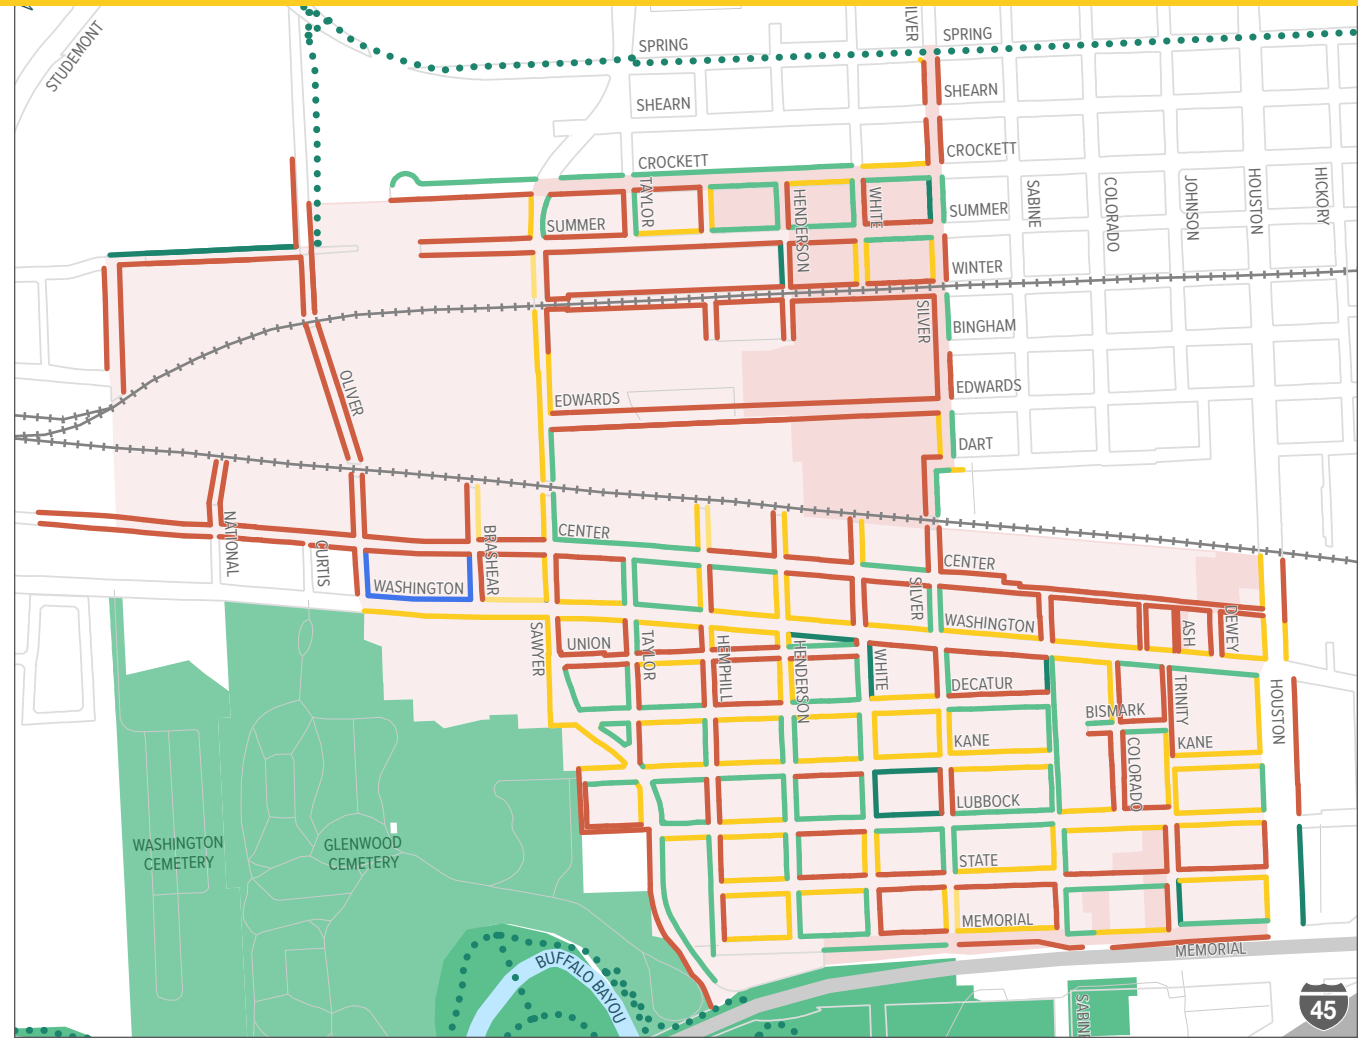 STUDEMONT
SILVER
SPRING
SPRING
SHEARN
SHEARN
CROCKETT
CROCKETT
TAYLOR
HENDERSON
WHITE
SUMMER
SUMMER
SABINE
COLORADO
JOHNSON
HOUSTON
HICKORY
WINTER
SILVER
BINGHAM
OLIVER
EDWARDS
EDWARDS
DART
NATIONAL
CURTIS
BRASHEAR
CENTER
CENTER
WASHINGTON
SILVER
WASHINGTON
SAWYER
UNION
TAYLOR
HEMPHILL
HENDERSON
WHITE
ASH
DEWEY
DECATUR
TRINITY
HOUSTON
BISMARK
KANE
KANE
COLORADO
LUBBOCK
WASHINGTON
CEMETERY
GLENWOOD
CEMETERY
STATE
MEMORIAL
MEMORIAL
BUFFALO BAYOU
SABIN
45